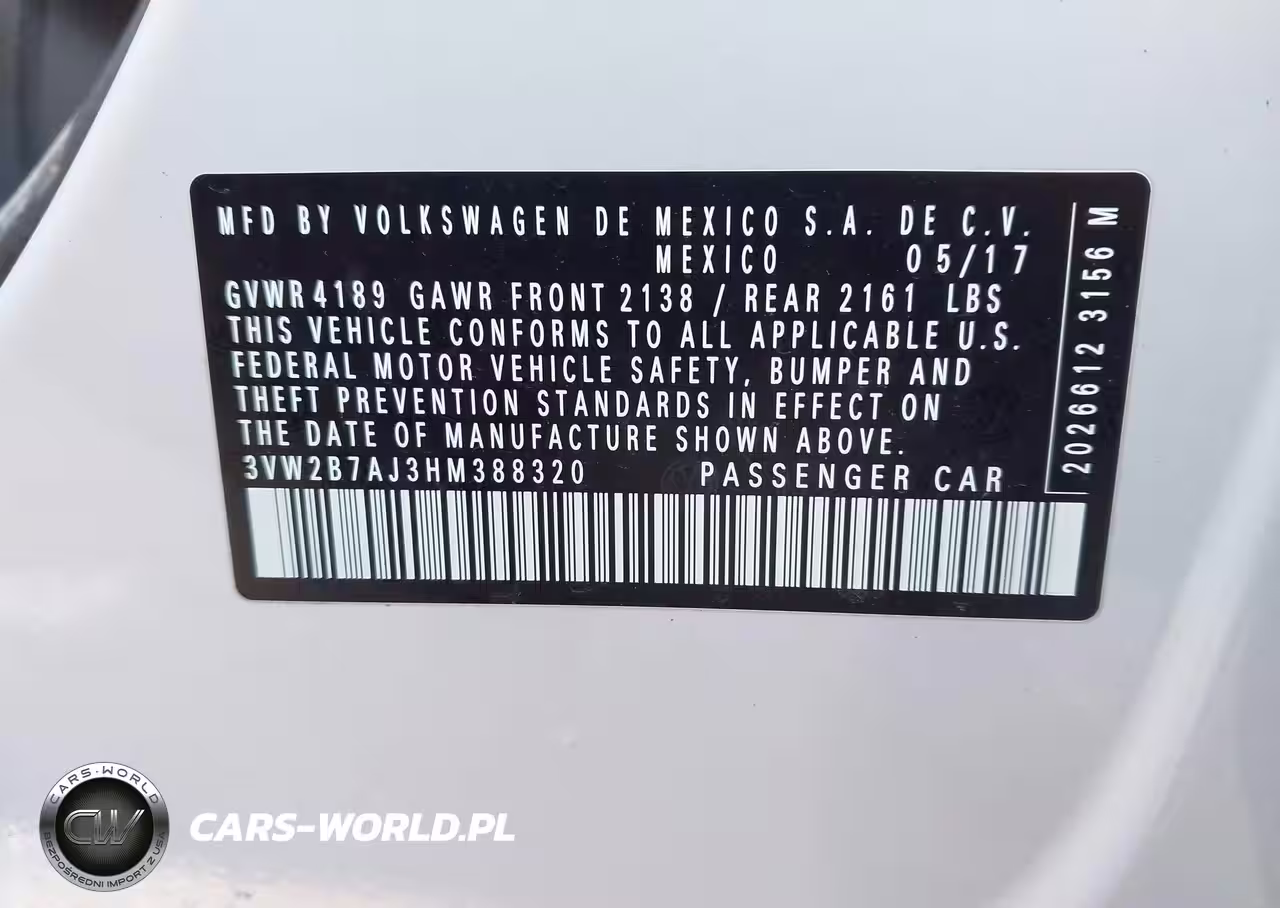 MFD BY VOLKSWAGEN DE MEXICO S.A. DE C.V.
MEXICO 05/17
GVWR 4189 GAWR FRONT 2138 / REAR 2161 LBS
THIS VEHICLE CONFORMS TO ALL APPLICABLE U.S.
FEDERAL MOTOR VEHICLE SAFETY, BUMPER AND
THEFT PREVENTION STANDARDS IN EFFECT ON
THE DATE OF MANUFACTURE SHOWN ABOVE.
3VW2B7AJ3HM388320 PASSENGER CAR
2026612 3156 M
CARS-WORLD
CW
BEZPOŚREDNI IMPORT Z USA
CARS-WORLD.PL